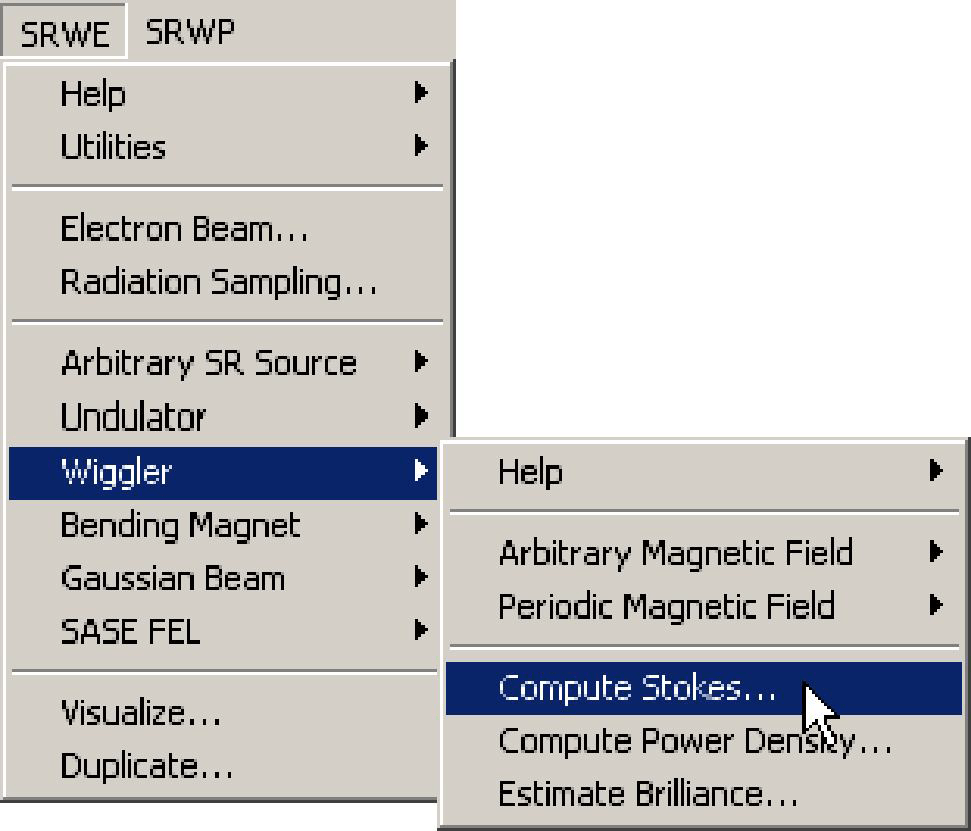 SRWE SRWP
Help
Utilities
Electron Beam...
Radiation Sampling...
Arbitrary SR Source
Undulator
Wiggler
Bending Magnet
Gaussian Beam
SASE FEL
Visualize...
Duplicate...
Help
Arbitrary Magnetic Field
Periodic Magnetic Field
Compute Stokes...
Compute Power Density...
Estimate Brilliance...